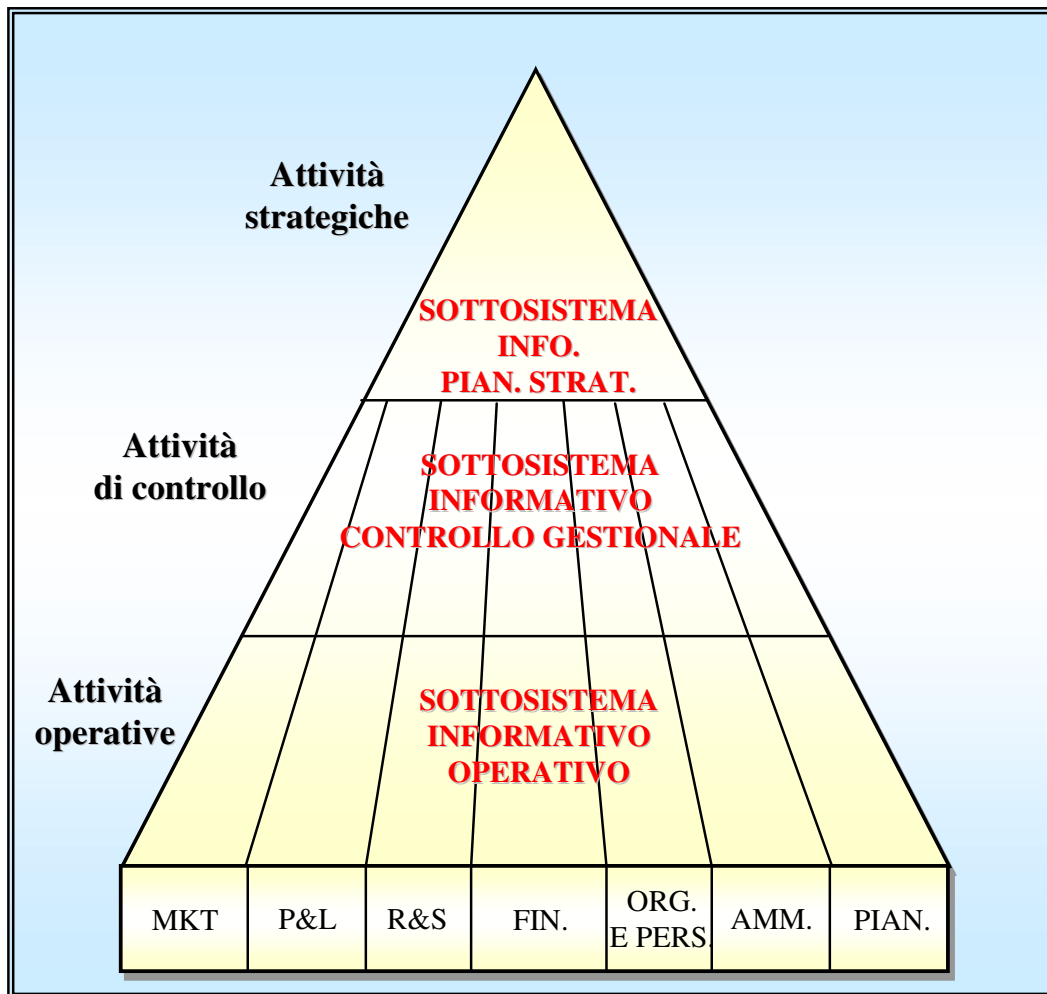 Attività
strategiche
SOTTOSISTEMA
INFO.
PIAN. STRAT.
Attività
di controllo
SOTTOSISTEMA
INFORMATIVO
CONTROLLO GESTIONALE
Attività
operative
SOTTOSISTEMA
INFORMATIVO
OPERATIVO
MKT
P&L
R&S
FIN.
ORG.
E PERS.
AMM.
PIAN.